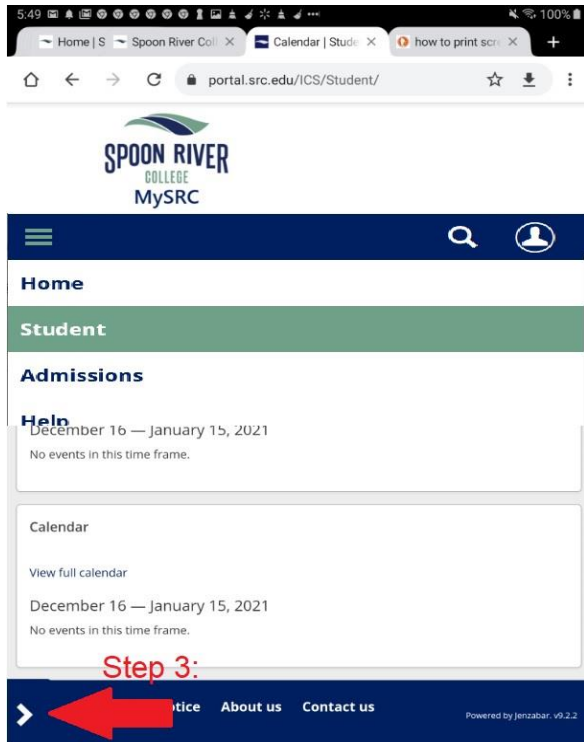 5:49 100%
Home | S Spoon River Coll Calendar | Stude how to print scr
portal.src.edu/ICS/Student/
SPOON RIVER
COLLEGE
MySRC
Home
Student
Admissions
Help
December 16 — January 15, 2021
No events in this time frame.
Calendar
View full calendar
December 16 — January 15, 2021
No events in this time frame.
Step 3:
otice About us Contact us
Powered by Jenzabar. v9.2.2